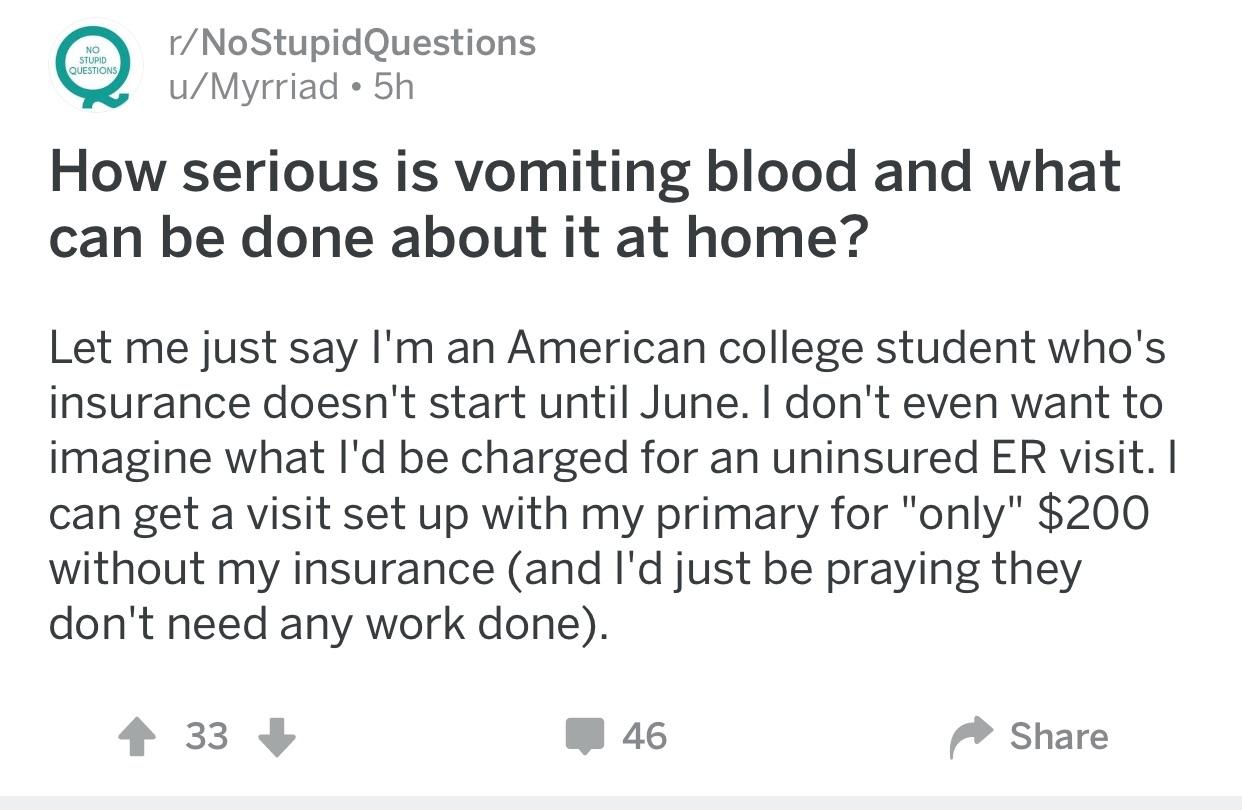 NO
STUPID
QUESTIONS
r/NoStupidQuestions
u/Myrriad • 5h
How serious is vomiting blood and what
can be done about it at home?
Let me just say I'm an American college student who's
insurance doesn't start until June. I don't even want to
imagine what I'd be charged for an uninsured ER visit. I
can get a visit set up with my primary for "only" $200
without my insurance (and I'd just be praying they
don't need any work done).
33 46 Share